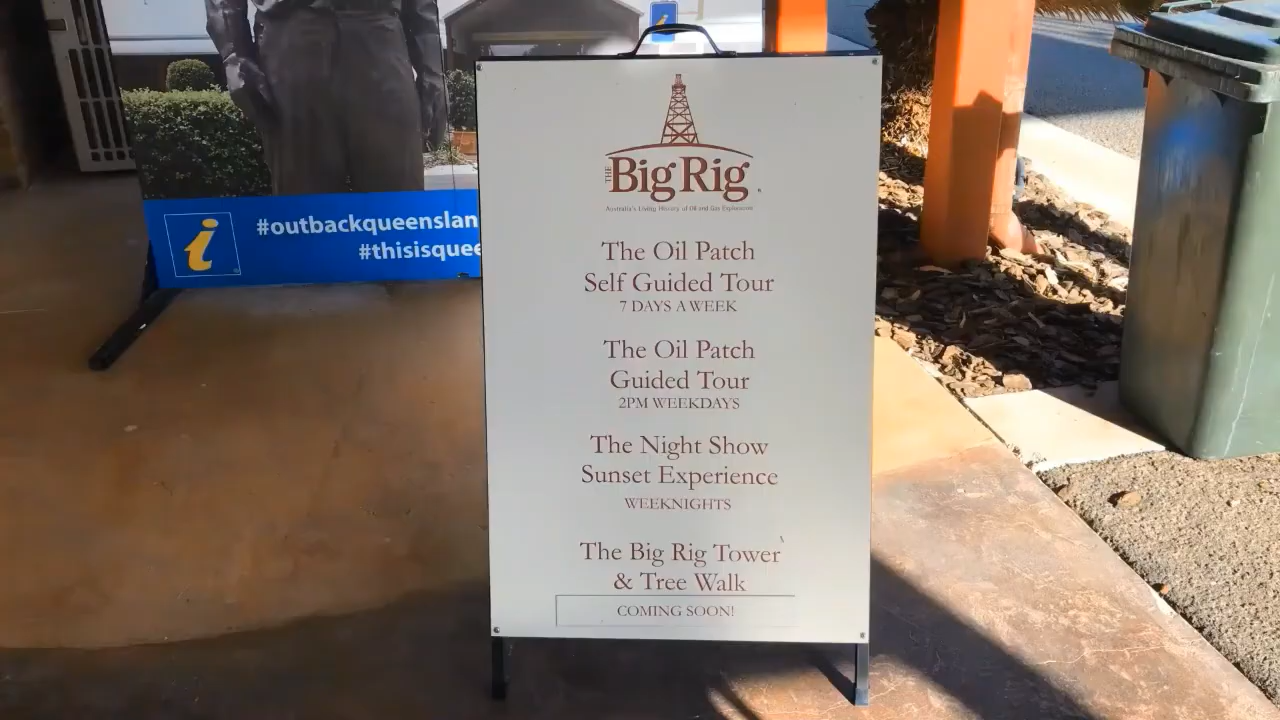 #outbackqueenslan
#thisisquee
THE Big Rig
Australia's Living History of Oil and Gas Exploration
The Oil Patch
Self Guided Tour
7 DAYS A WEEK
The Oil Patch
Guided Tour
2PM WEEKDAYS
The Night Show
Sunset Experience
WEEKNIGHTS
The Big Rig Tower
& Tree Walk
COMING SOON!